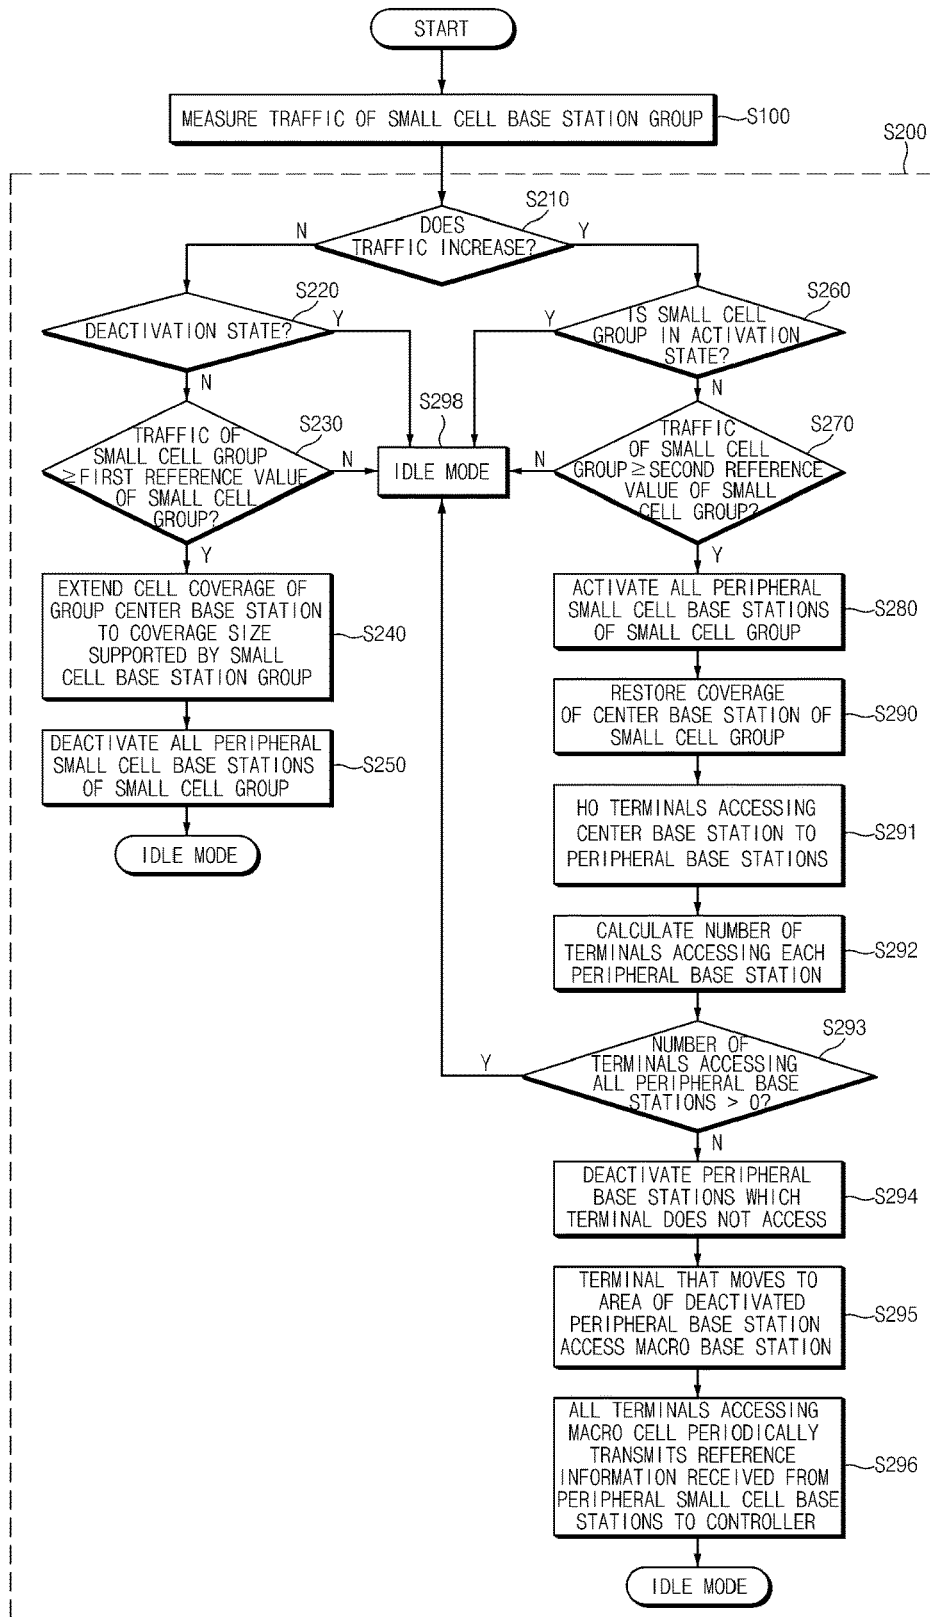 START
MEASURE TRAFFIC OF SMALL CELL BASE STATION GROUP
S100
S200
S210
DOES
TRAFFIC INCREASE?
N
Y
S220
DEACTIVATION STATE?
Y
N
S260
IS SMALL CELL
GROUP IN ACTIVATION
STATE?
Y
N
S230
TRAFFIC OF
SMALL CELL GROUP
≥FIRST REFERENCE VALUE
OF SMALL CELL
GROUP?
N
Y
S298
IDLE MODE
S270
TRAFFIC
OF SMALL CELL
GROUP≥SECOND REFERENCE
VALUE OF SMALL
CELL GROUP?
N
Y
EXTEND CELL COVERAGE OF
GROUP CENTER BASE STATION
TO COVERAGE SIZE
SUPPORTED BY SMALL
CELL BASE STATION GROUP
S240
DEACTIVATE ALL PERIPHERAL
SMALL CELL BASE STATIONS
OF SMALL CELL GROUP
S250
IDLE MODE
ACTIVATE ALL PERIPHERAL
SMALL CELL BASE STATIONS
OF SMALL CELL GROUP
S280
RESTORE COVERAGE
OF CENTER BASE STATION OF
SMALL CELL GROUP
S290
HO TERMINALS ACCESSING
CENTER BASE STATION TO
PERIPHERAL BASE STATIONS
S291
CALCULATE NUMBER OF
TERMINALS ACCESSING EACH
PERIPHERAL BASE STATION
S292
S293
NUMBER OF
TERMINALS ACCESSING
ALL PERIPHERAL BASE
STATIONS > 0?
Y
N
DEACTIVATE PERIPHERAL
BASE STATIONS WHICH
TERMINAL DOES NOT ACCESS
S294
TERMINAL THAT MOVES TO
AREA OF DEACTIVATED
PERIPHERAL BASE STATION
ACCESS MACRO BASE STATION
S295
ALL TERMINALS ACCESSING
MACRO CELL PERIODICALLY
TRANSMITS REFERENCE
INFORMATION RECEIVED FROM
PERIPHERAL SMALL CELL BASE
STATIONS TO CONTROLLER
S296
IDLE MODE